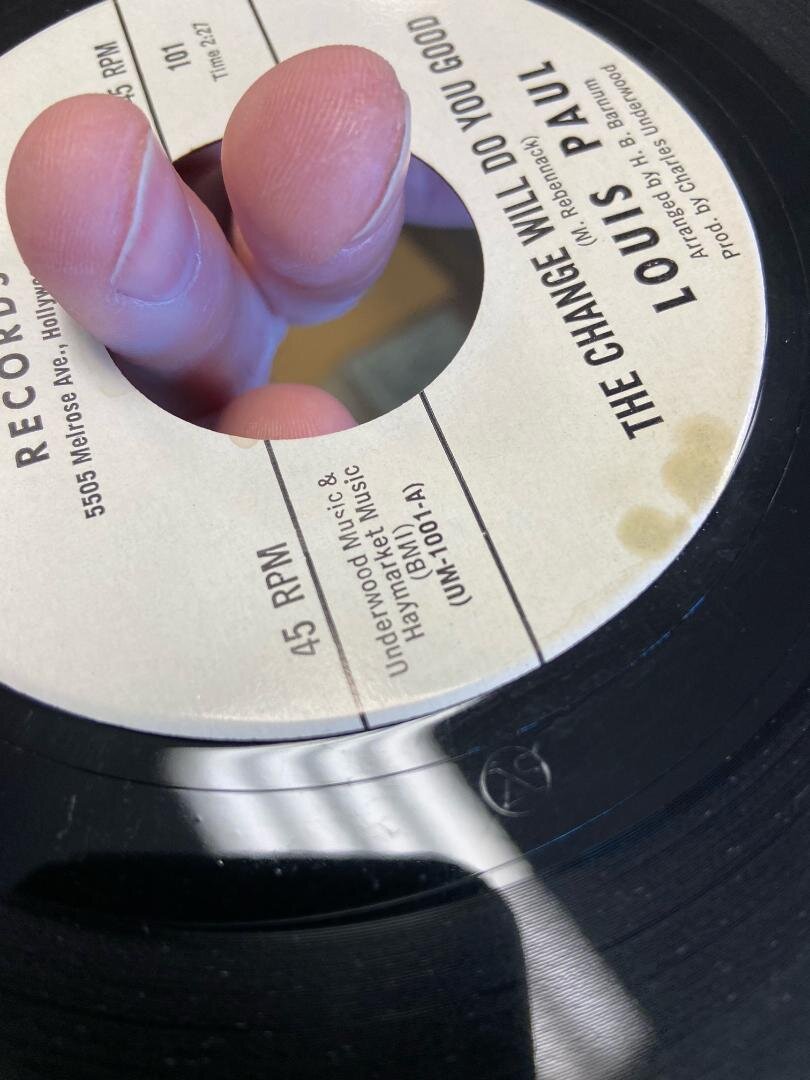 RECORDS
5505 Melrose Ave.,
45 RPM
101
Time 2:27
THE CHANGE WILL DO YOU GOOD
(M. Rebennack)
LOUIS PAUL
Arranged by H. B. Barnum
Prod. by Charles Underwood
45 RPM
Underwood Music &
Haymarket Music
(BMI)
(UM-1001-A)